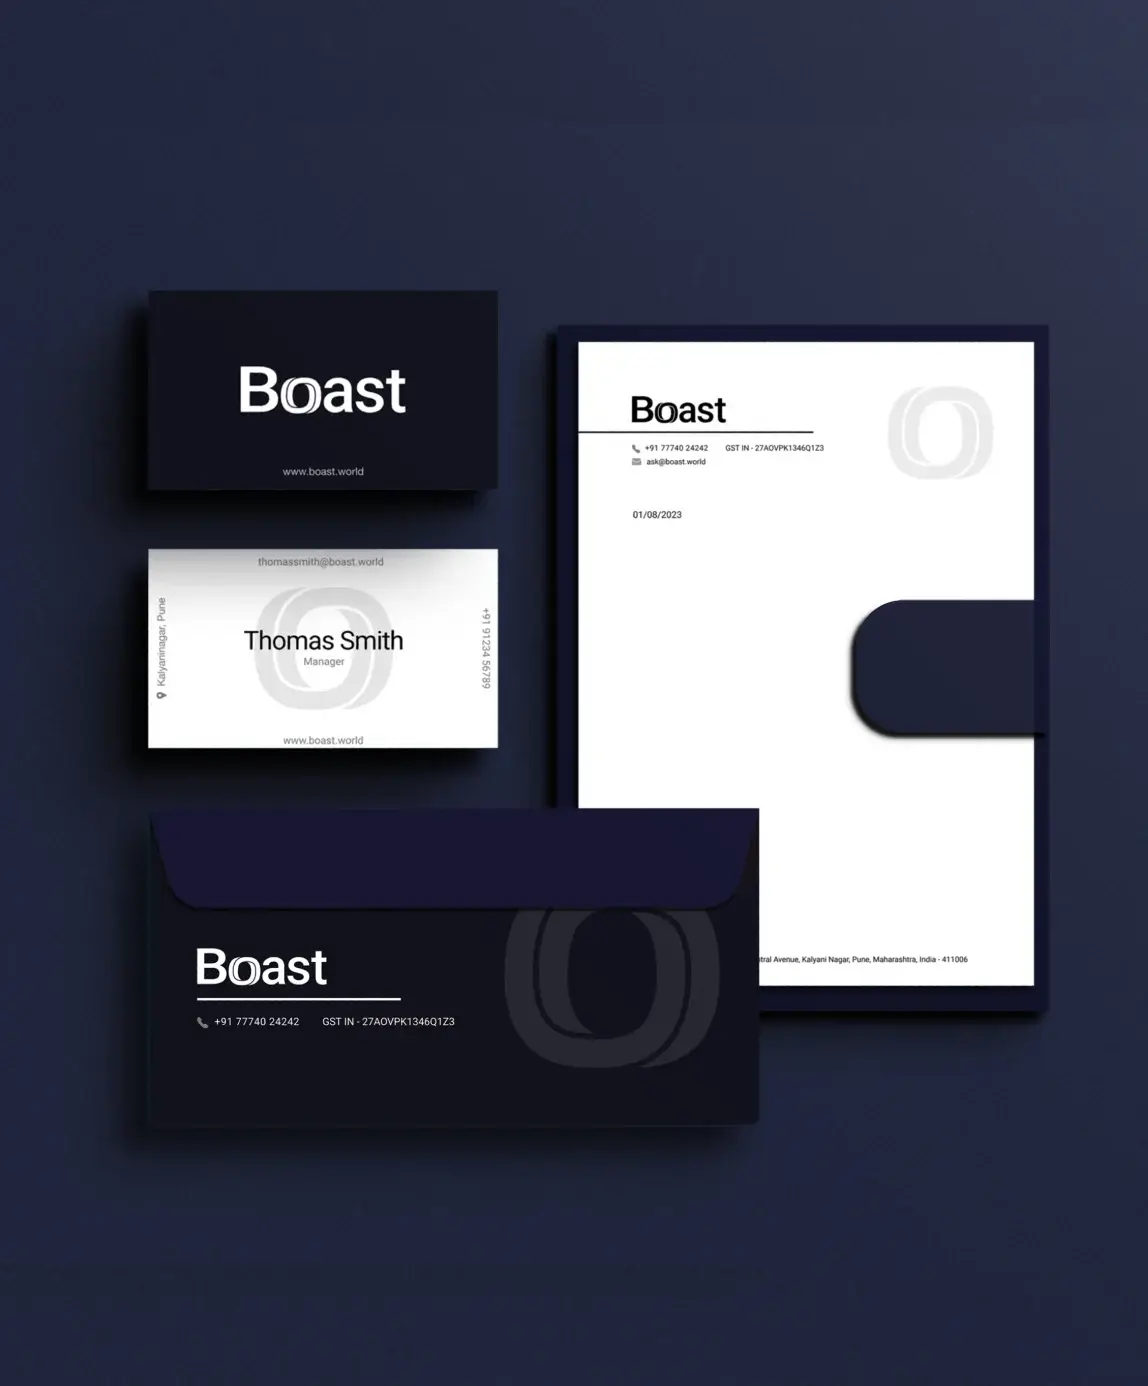 Boast
www.boast.world
thomassmith@boast.world
Kalyaninagar, Pune
Thomas Smith
Manager
+91 91234 56789
www.boast.world
Boast
+91 77740 24242 GST IN - 27AOVPK1346Q1Z3
ask@boast.world
01/08/2023
Avenue, Kalyani Nagar, Pune, Maharashtra, India - 411006
Boast
+91 77740 24242 GST IN - 27AOVPK1346Q1Z3